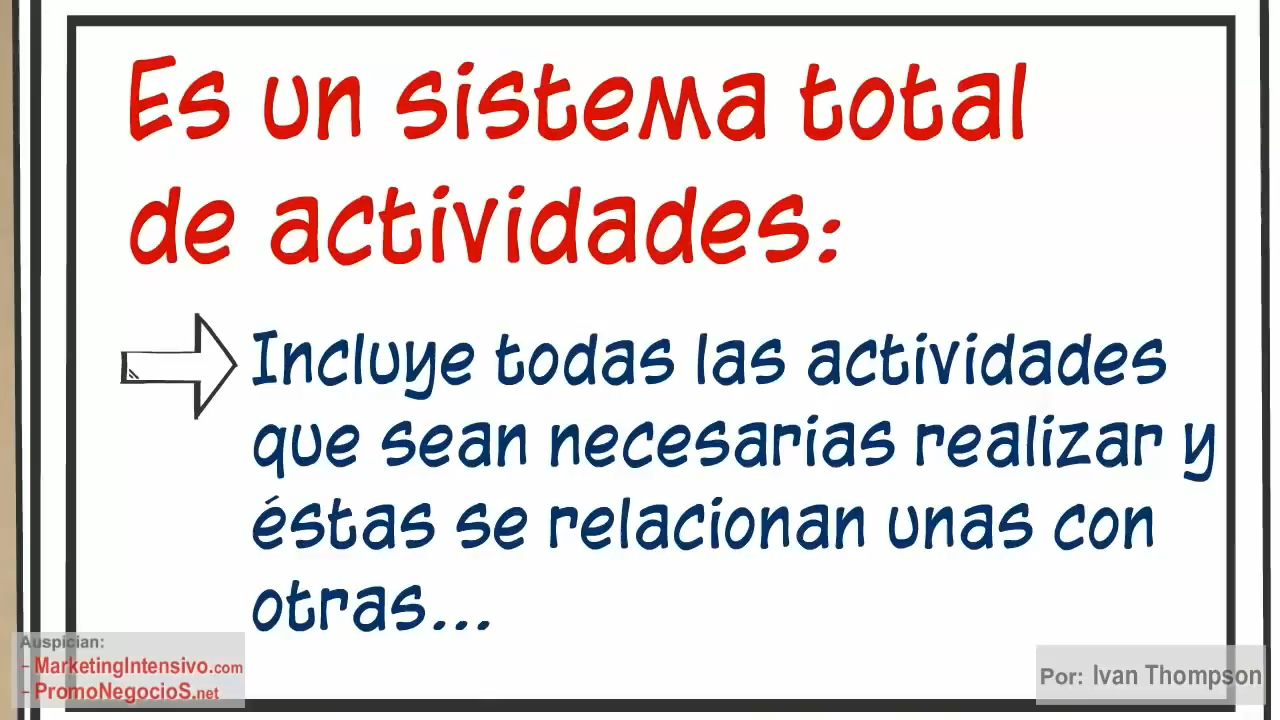 Es un sistema total
de actividades:
Incluye todas las actividades
que sean necesarias realizar y
éstas se relacionan unas con
otras...
Auspician:
- MarketingIntensivo.com
- PromoNegocioS.net
Por: Ivan Thompson